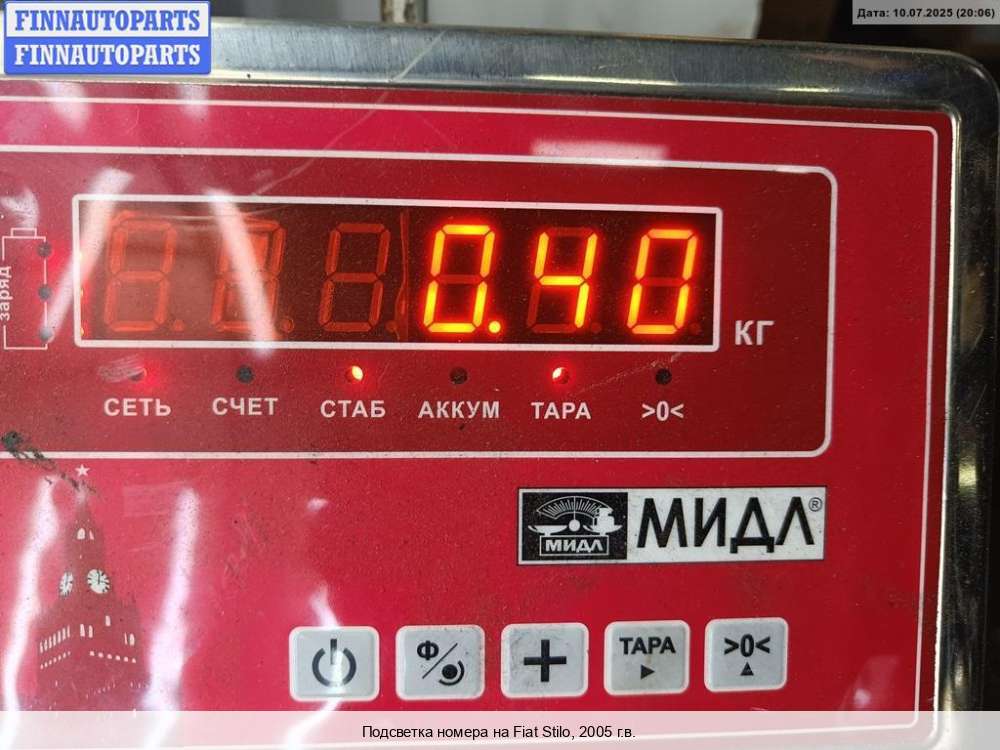 FINNAUTOPARTS
FINNAUTOPARTS
Дата: 10.07.2025 (20:06)
заряд
0.40
КГ
СЕТЬ СЧЕТ СТАБ АККУМ ТАРА >0<
МИДЛ МИДЛ®
Ф/ + ТАРА >0<
Подсветка номера на Fiat Stilo, 2005 г.в.